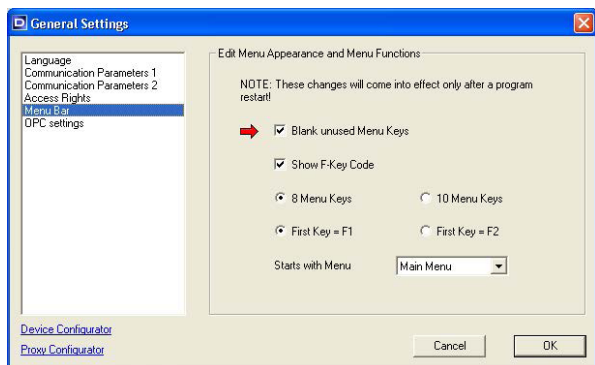 General Settings
Language
Communication Parameters 1
Communication Parameters 2
Access Rights
Menu Bar
OPC settings
Device Configurator
Proxy Configurator
Edit Menu Appearance and Menu Functions
NOTE: These changes will come into effect only after a program
restart!
Blank unused Menu Keys
Show F-Key Code
8 Menu Keys
10 Menu Keys
First Key = F1
First Key = F2
Starts with Menu
Main Menu
Cancel
OK